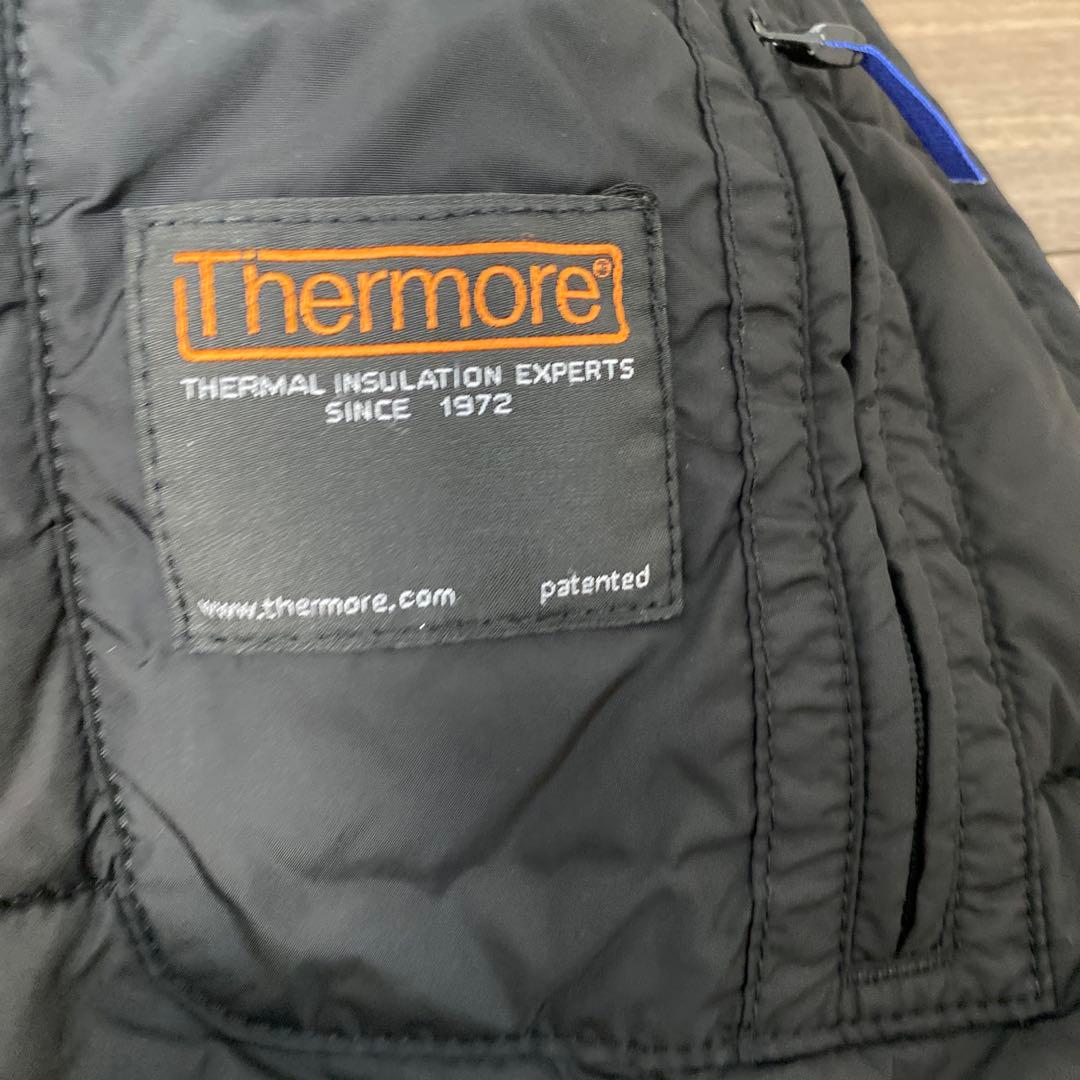 Thermore®
THERMAL INSULATION EXPERTS
SINCE 1972
www.thermore.com
patented